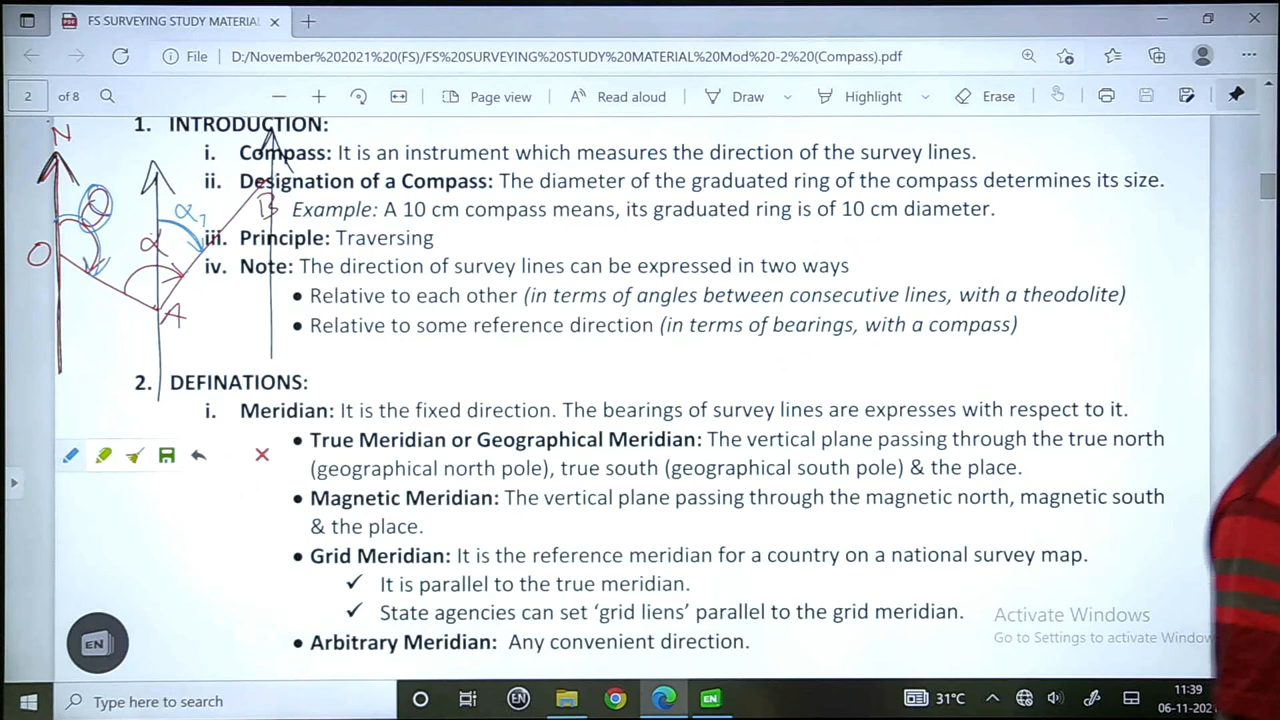 FS SURVEYING STUDY MATERIAL
File D:/November%202021%20(FS)/FS%20SURVEYING%20STUDY%20MATERIAL%20Mod%20-2%20(Compass).pdf
2 of 8 Page view Read aloud Draw Highlight Erase
1. INTRODUCTION:
N
i. Compass: It is an instrument which measures the direction of the survey lines.
ii. Designation of a Compass: The diameter of the graduated ring of the compass determines its size.
B Example: A 10 cm compass means, its graduated ring is of 10 cm diameter.
θ α₁
O α iii. Principle: Traversing
iv. Note: The direction of survey lines can be expressed in two ways
• Relative to each other (in terms of angles between consecutive lines, with a theodolite)
A
• Relative to some reference direction (in terms of bearings, with a compass)
2. DEFINATIONS:
i. Meridian: It is the fixed direction. The bearings of survey lines are expresses with respect to it.
• True Meridian or Geographical Meridian: The vertical plane passing through the true north
(geographical north pole), true south (geographical south pole) & the place.
• Magnetic Meridian: The vertical plane passing through the magnetic north, magnetic south
& the place.
• Grid Meridian: It is the reference meridian for a country on a national survey map.
✓ It is parallel to the true meridian.
✓ State agencies can set ‘grid liens’ parallel to the grid meridian.
• Arbitrary Meridian: Any convenient direction.
Activate Windows
Go to Settings to activate Window
EN
Type here to search
EN
EN
31°C
11:39
06-11-202